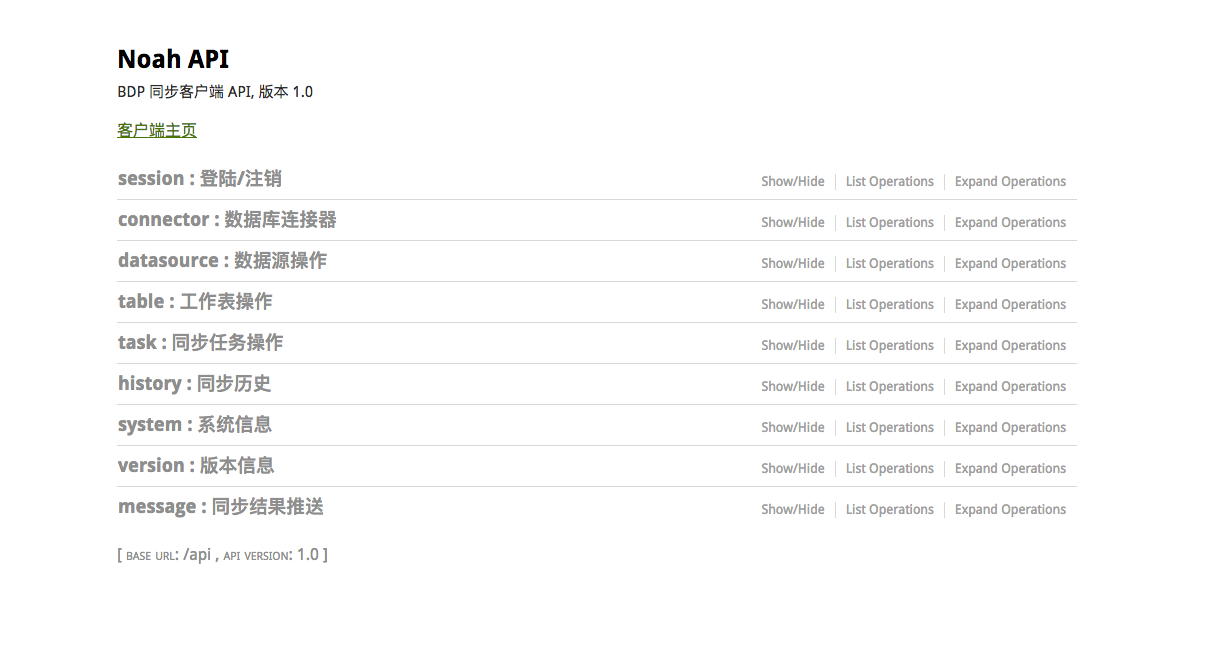 Noah API
BDP 同步客户端 API, 版本 1.0
客户端主页
session : 登陆/注销 Show/Hide List Operations Expand Operations
connector : 数据库连接器 Show/Hide List Operations Expand Operations
datasource : 数据源操作 Show/Hide List Operations Expand Operations
table : 工作表操作 Show/Hide List Operations Expand Operations
task : 同步任务操作 Show/Hide List Operations Expand Operations
history : 同步历史 Show/Hide List Operations Expand Operations
system : 系统信息 Show/Hide List Operations Expand Operations
version : 版本信息 Show/Hide List Operations Expand Operations
message : 同步结果推送 Show/Hide List Operations Expand Operations
[ BASE URL: /api , API VERSION: 1.0 ]